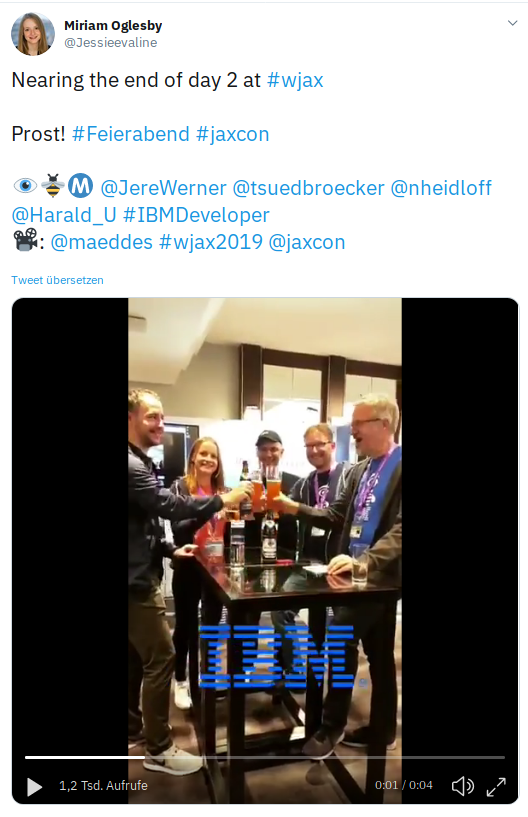 Miriam Oglesby
@Jessieevaline
Nearing the end of day 2 at #wjax
Prost! #Feierabend #jaxcon
👁️🐝Ⓜ️ @JereWerner @tsuedbroecker @nheidloff
@Harald_U #IBMDeveloper
🎥: @maeddes #wjax2019 @jaxcon
Tweet übersetzen
IBM
1,2 Tsd. Aufrufe
0:01 / 0:04